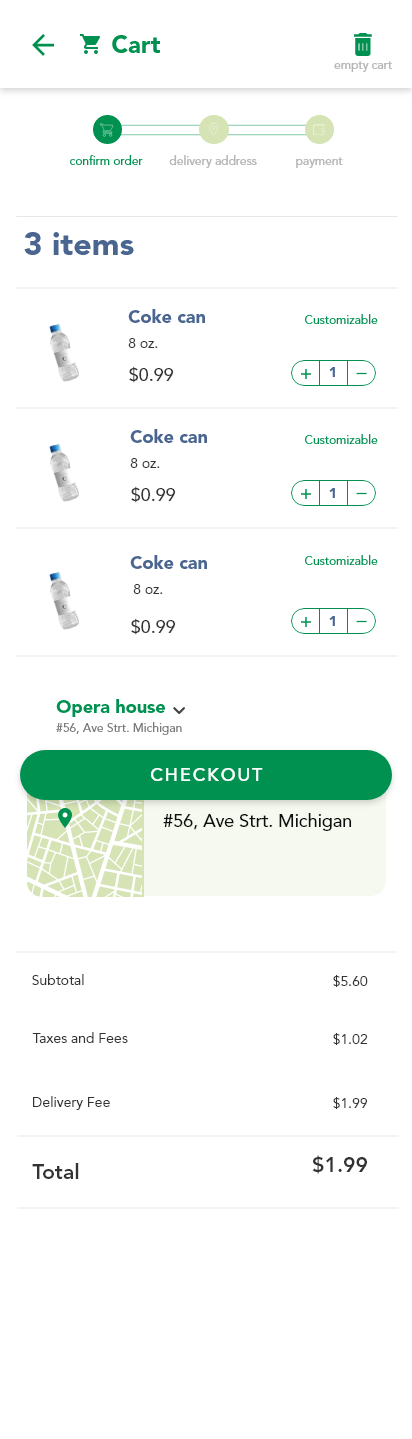 Cart
empty cart
confirm order delivery address payment
3 items
Coke can
Customizable
8 oz.
$0.99
+ 1 −
Coke can
Customizable
8 oz.
$0.99
+ 1 −
Coke can
Customizable
8 oz.
$0.99
+ 1 −
Opera house
#56, Ave Strt. Michigan
CHECKOUT
#56, Ave Strt. Michigan
Subtotal $5.60
Taxes and Fees $1.02
Delivery Fee $1.99
Total $1.99